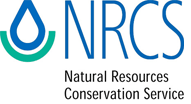 NRCS
Natural Resources
Conservation Service